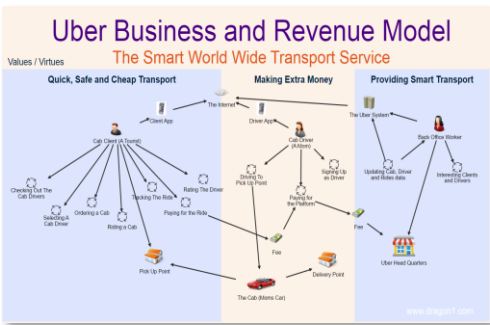 Uber Business and Revenue Model
The Smart World Wide Transport Service
Values / Virtues
Quick, Safe and Cheap Transport
Making Extra Money
Providing Smart Transport
The Internet
Client App
Driver App
The Uber System
Cab Client (A Tourist)
Cab Driver
(A Mom)
Back Office Worker
Checking Out The
Cab Drivers
Selecting A
Cab Driver
Ordering a Cab
Riding a Cab
Tracking The Ride
Paying for the Ride
Rating The Driver
Driving To
Pick Up Point
Signing Up
as Driver
Paying for
the Platform
Updating Cab, Driver
and Rides data
Interesting Clients
and Drivers
Fee
Fee
Pick Up Point
The Cab (Moms Car)
Delivery Point
Uber Head Quarters
www.dragon1.com